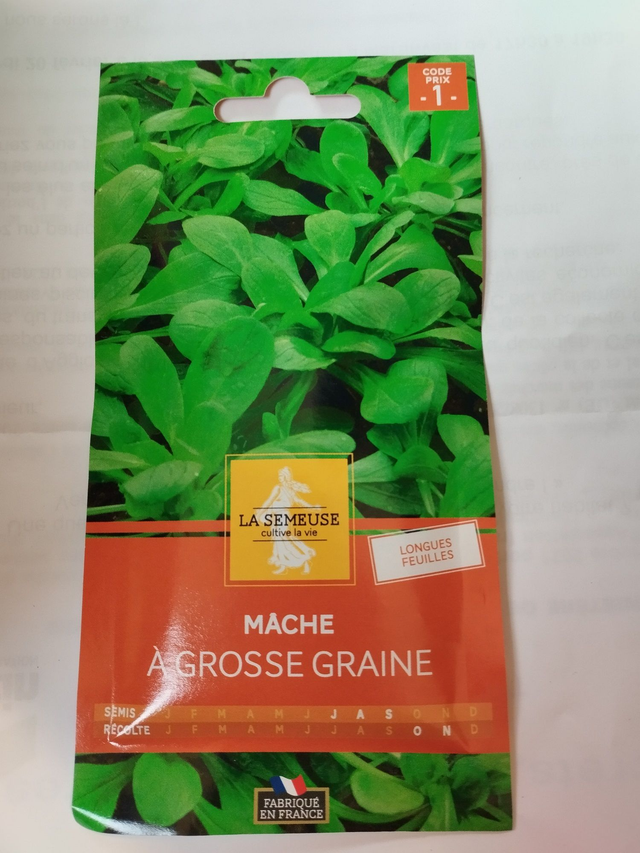 CODE
PRIX
- 1 -
LA SEMEUSE
cultive la vie
LONGUES
FEUILLES
MÂCHE
À GROSSE GRAINE
SEMIS J F M A M J J A S O N D
RÉCOLTE J F M A M J J A S O N D
FABRIQUÉ
EN FRANCE